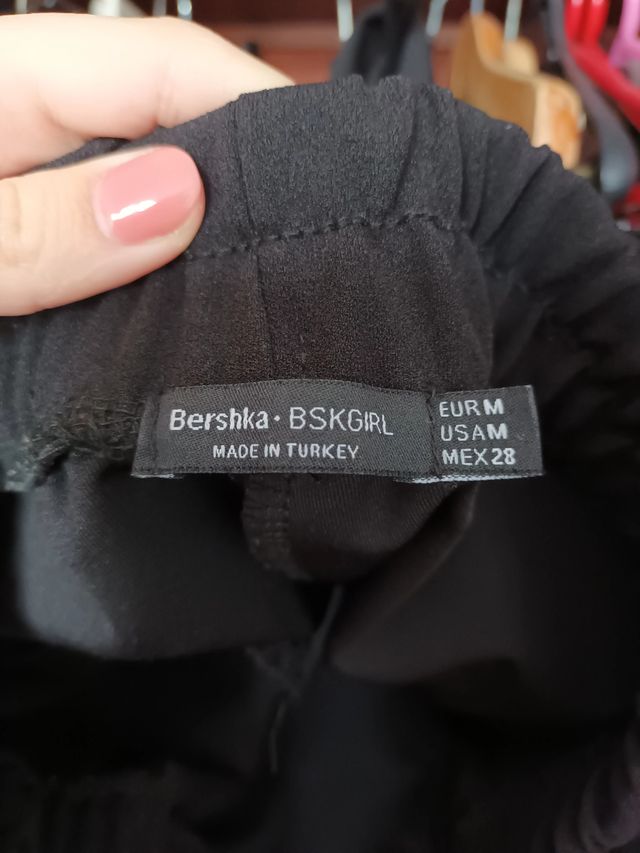 Bershka • BSKGIRL
MADE IN TURKEY
EUR M
USA M
MEX 28